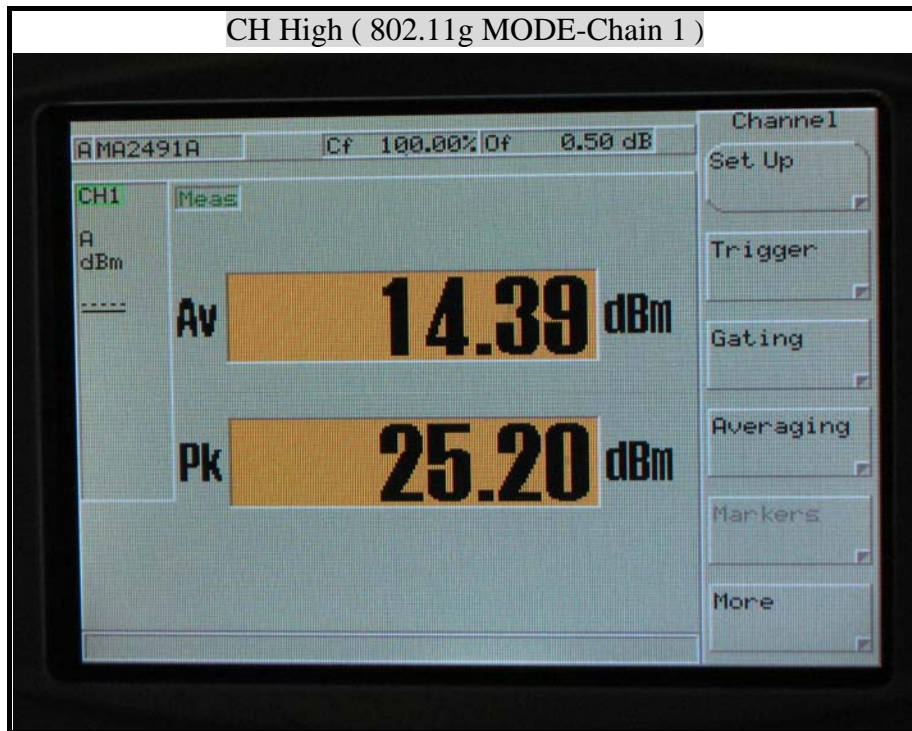 CH High ( 802.11g MODE-Chain 1 )
A MA2491A Cf 100.00% Of 0.50 dB
Channel
Set Up
CH1 Meas
A
dBm
-----
Trigger
Av 14.39 dBm
Gating
Averaging
Pk 25.20 dBm
Markers
More